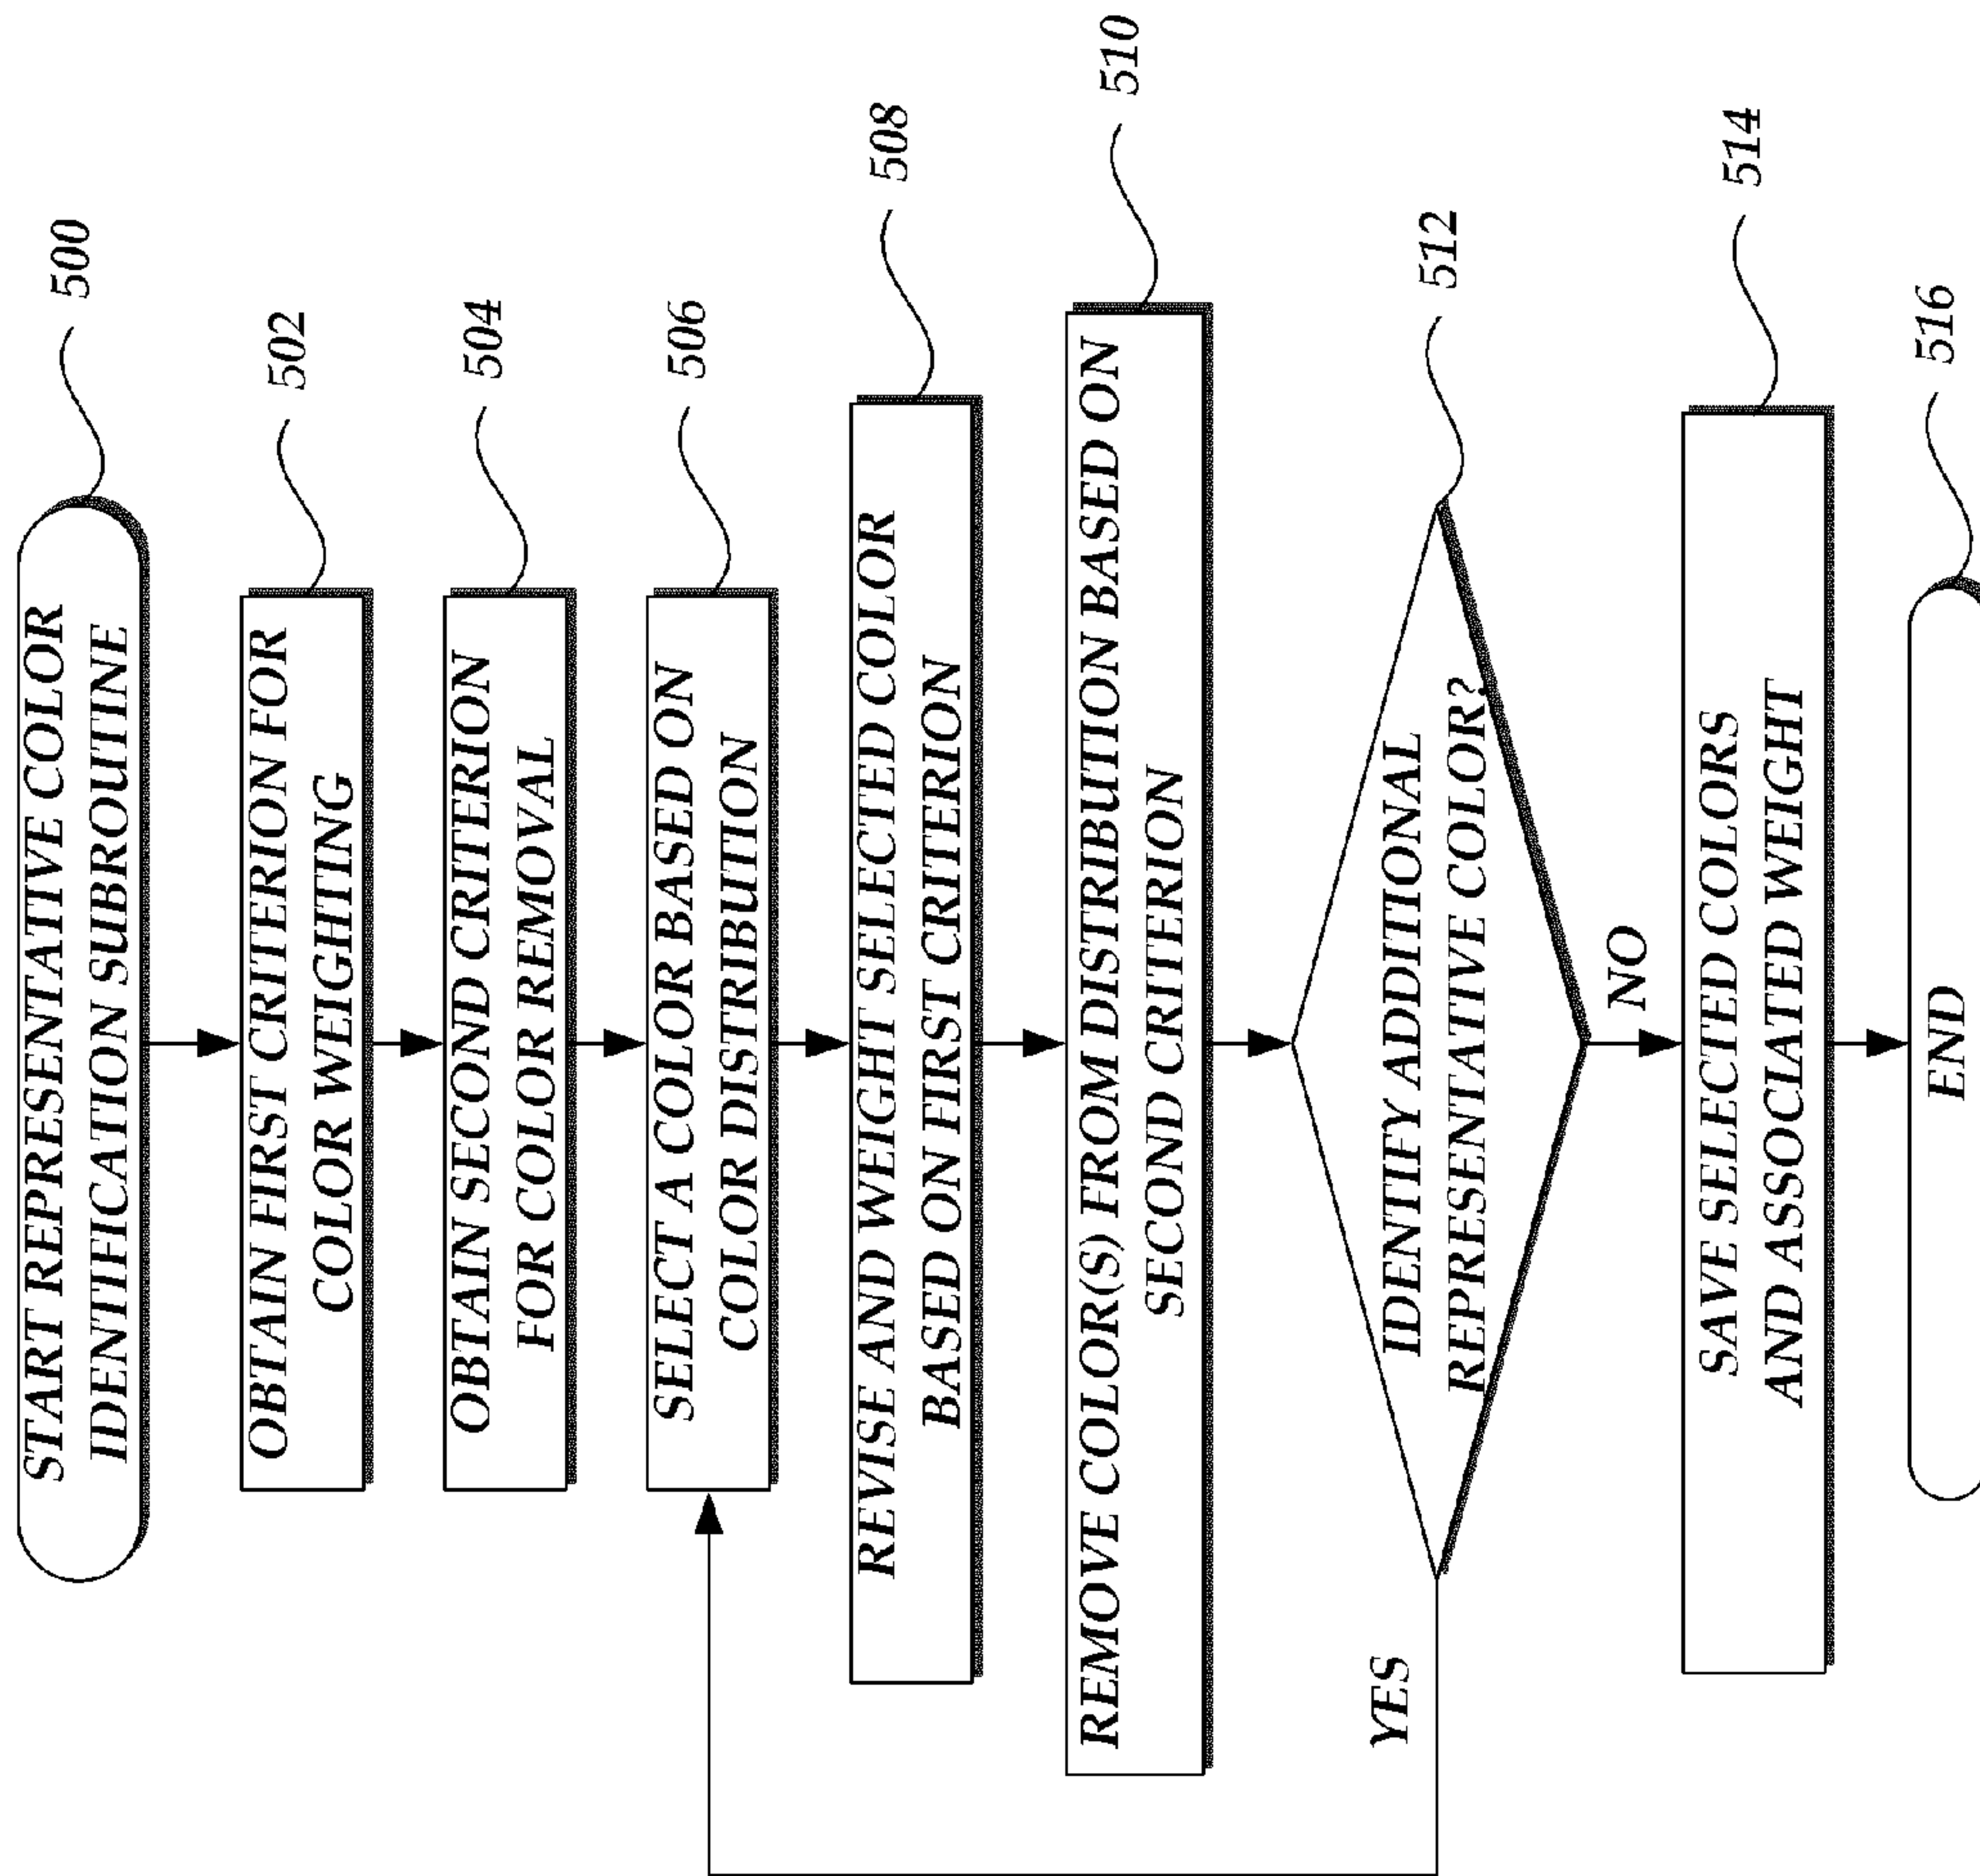 START REPRESENTATIVE COLOR
IDENTIFICATION SUBROUTINE
500
OBTAIN FIRST CRITERION FOR
COLOR WEIGHTING
502
OBTAIN SECOND CRITERION
FOR COLOR REMOVAL
504
SELECT A COLOR BASED ON
COLOR DISTRIBUTION
506
REVISE AND WEIGHT SELECTED COLOR
BASED ON FIRST CRITERION
508
REMOVE COLOR(S) FROM DISTRIBUTION BASED ON
SECOND CRITERION
510
IDENTIFY ADDITIONAL
REPRESENTATIVE COLOR?
512
YES
NO
SAVE SELECTED COLORS
AND ASSOCIATED WEIGHT
514
END
516